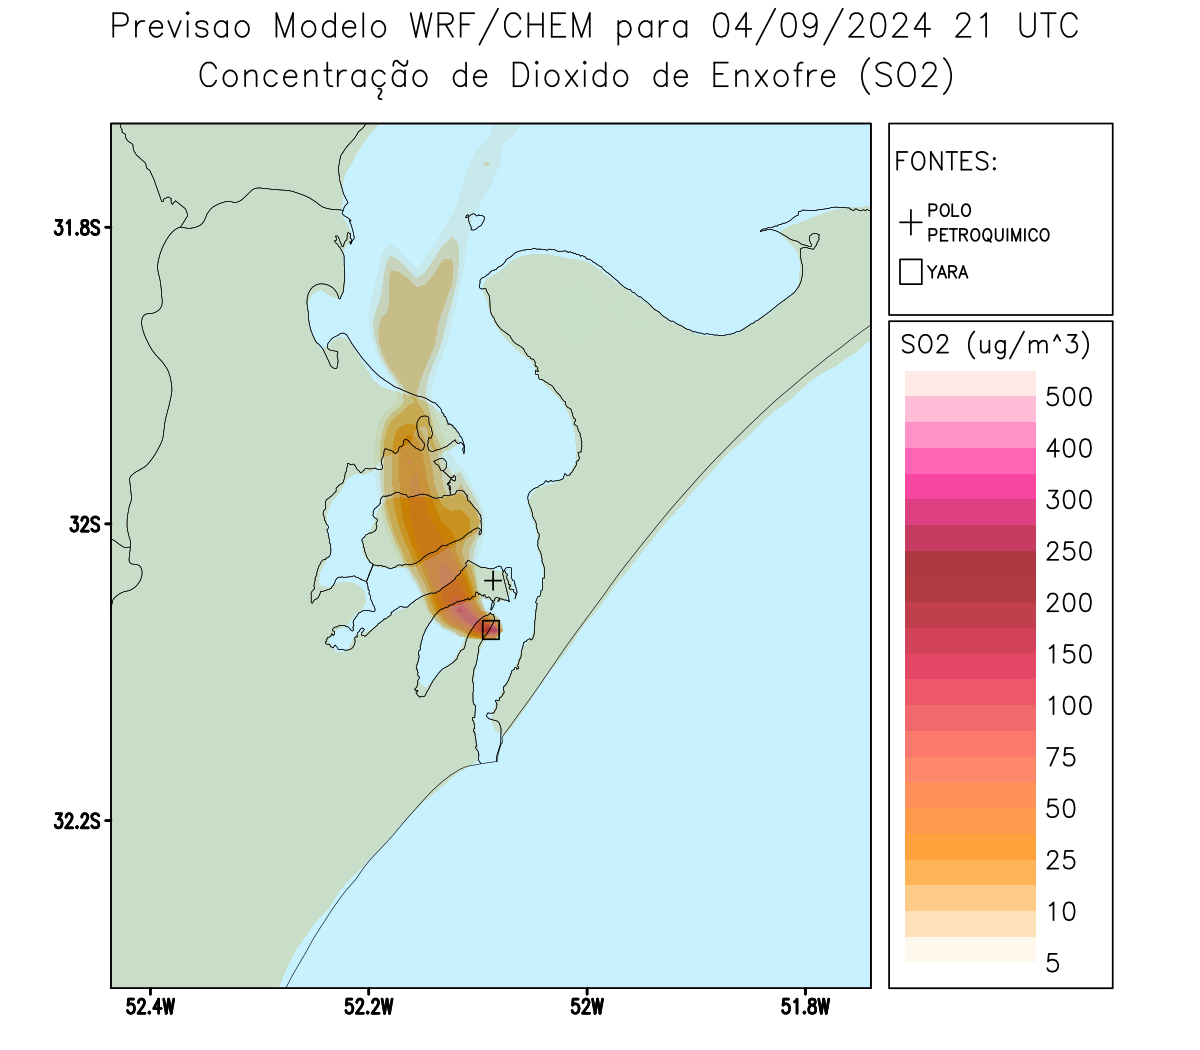 Previsao Modelo WRF/CHEM para 04/09/2024 21 UTC
Concentração de Dioxido de Enxofre (SO2)
FONTES:
POLO
PETROQUIMICO
YARA
SO2 (ug/m^3)
500
400
300
250
200
150
100
75
50
25
10
5
31.8S
32S
32.2S
52.4W
52.2W
52W
51.8W